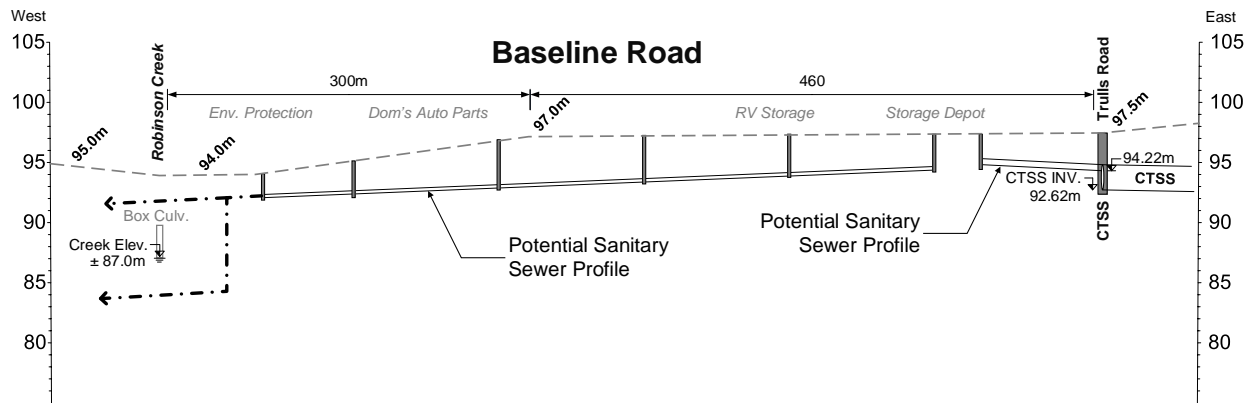 West
East
Baseline Road
105
100
95
90
85
80
105
100
95
90
85
80
Robinson Creek
Trulls Road
300m
460
Env. Protection
Dom's Auto Parts
RV Storage
Storage Depot
95.0m
94.0m
97.0m
97.5m
94.22m
CTSS INV.
92.62m
CTSS
CTSS
Box Culv.
Creek Elev.
± 87.0m
Potential Sanitary
Sewer Profile
Potential Sanitary
Sewer Profile